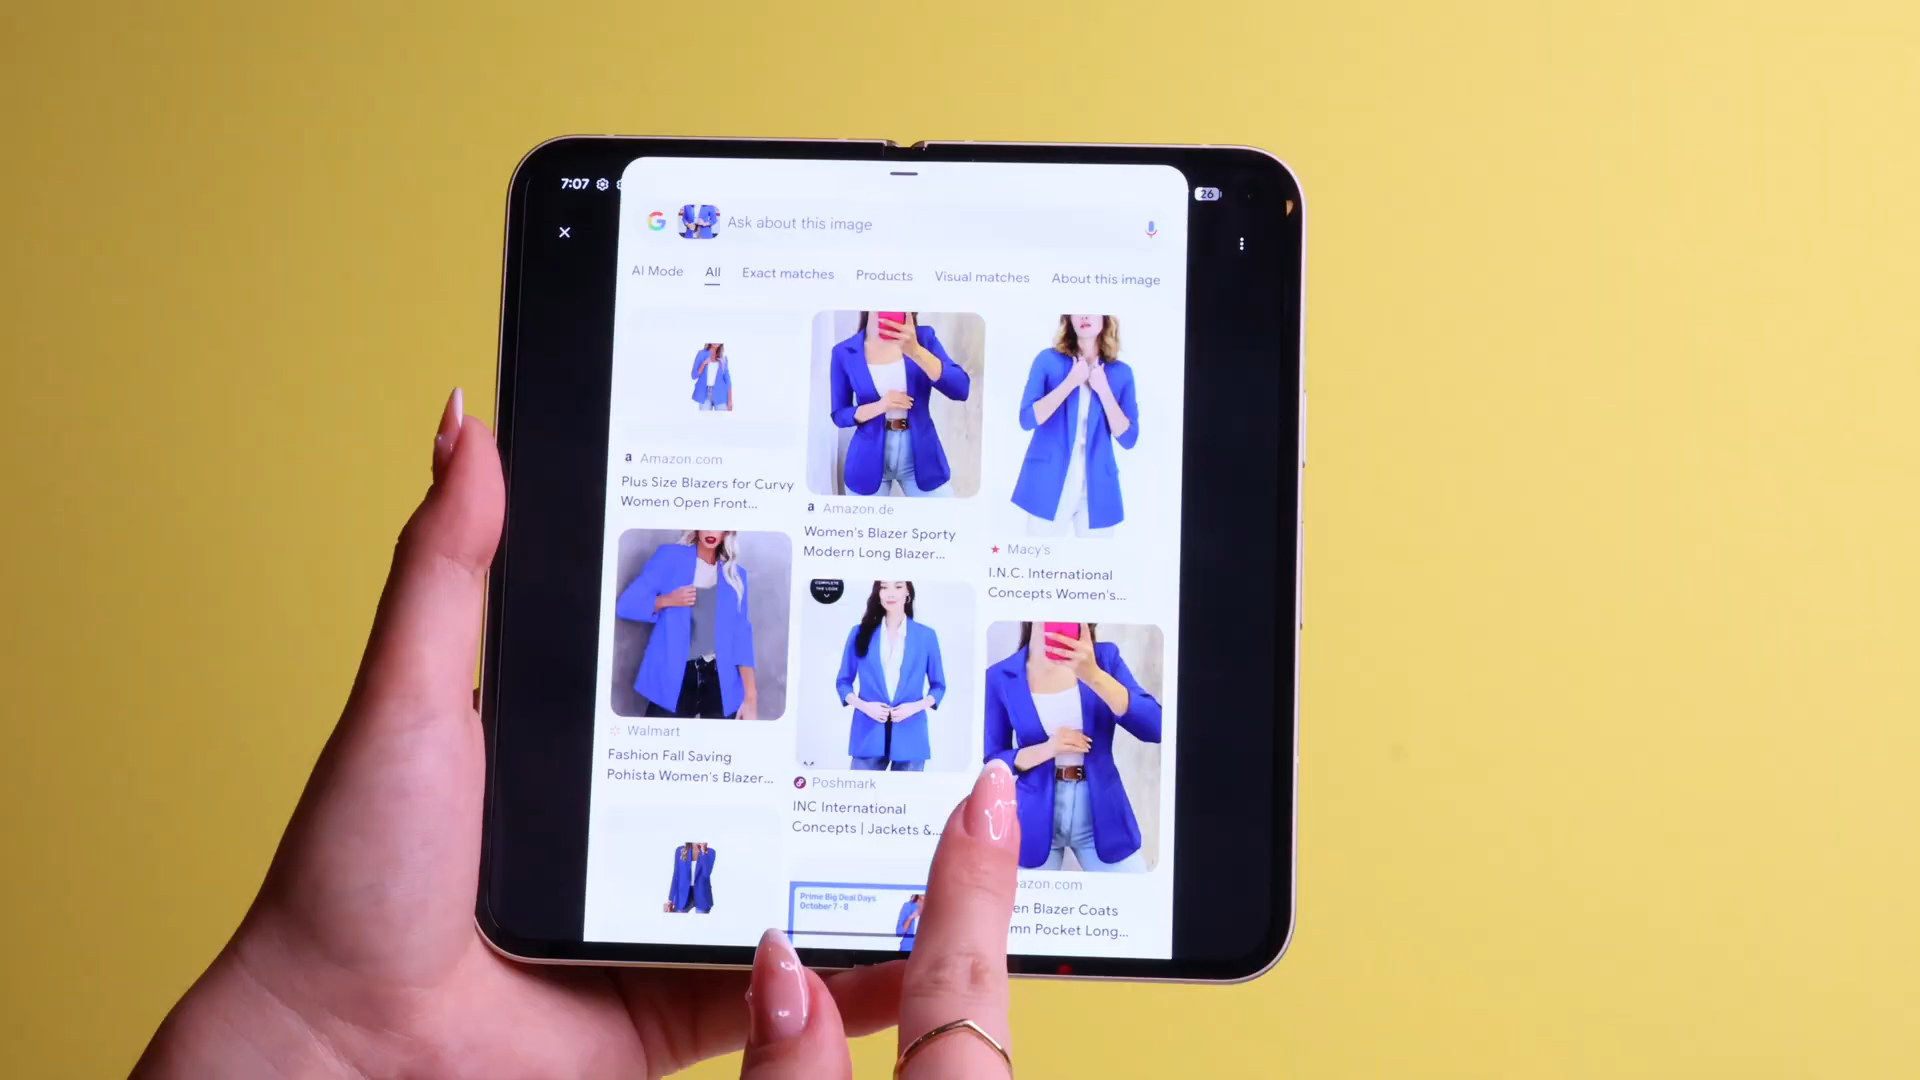 7:07
26
Ask about this image
AI Mode All Exact matches Products Visual matches About this image
Amazon.com
Plus Size Blazers for Curvy
Women Open Front...
Amazon.de
Women's Blazer Sporty
Modern Long Blazer...
Macy's
I.N.C. International
Concepts Women's...
Walmart
Fashion Fall Saving
Pohista Women's Blazer...
COMPLETE
THE LOOK
Poshmark
INC International
Concepts | Jackets &...
azon.com
en Blazer Coats
mn Pocket Long...
Prime Big Deal Days
October 7 - 8